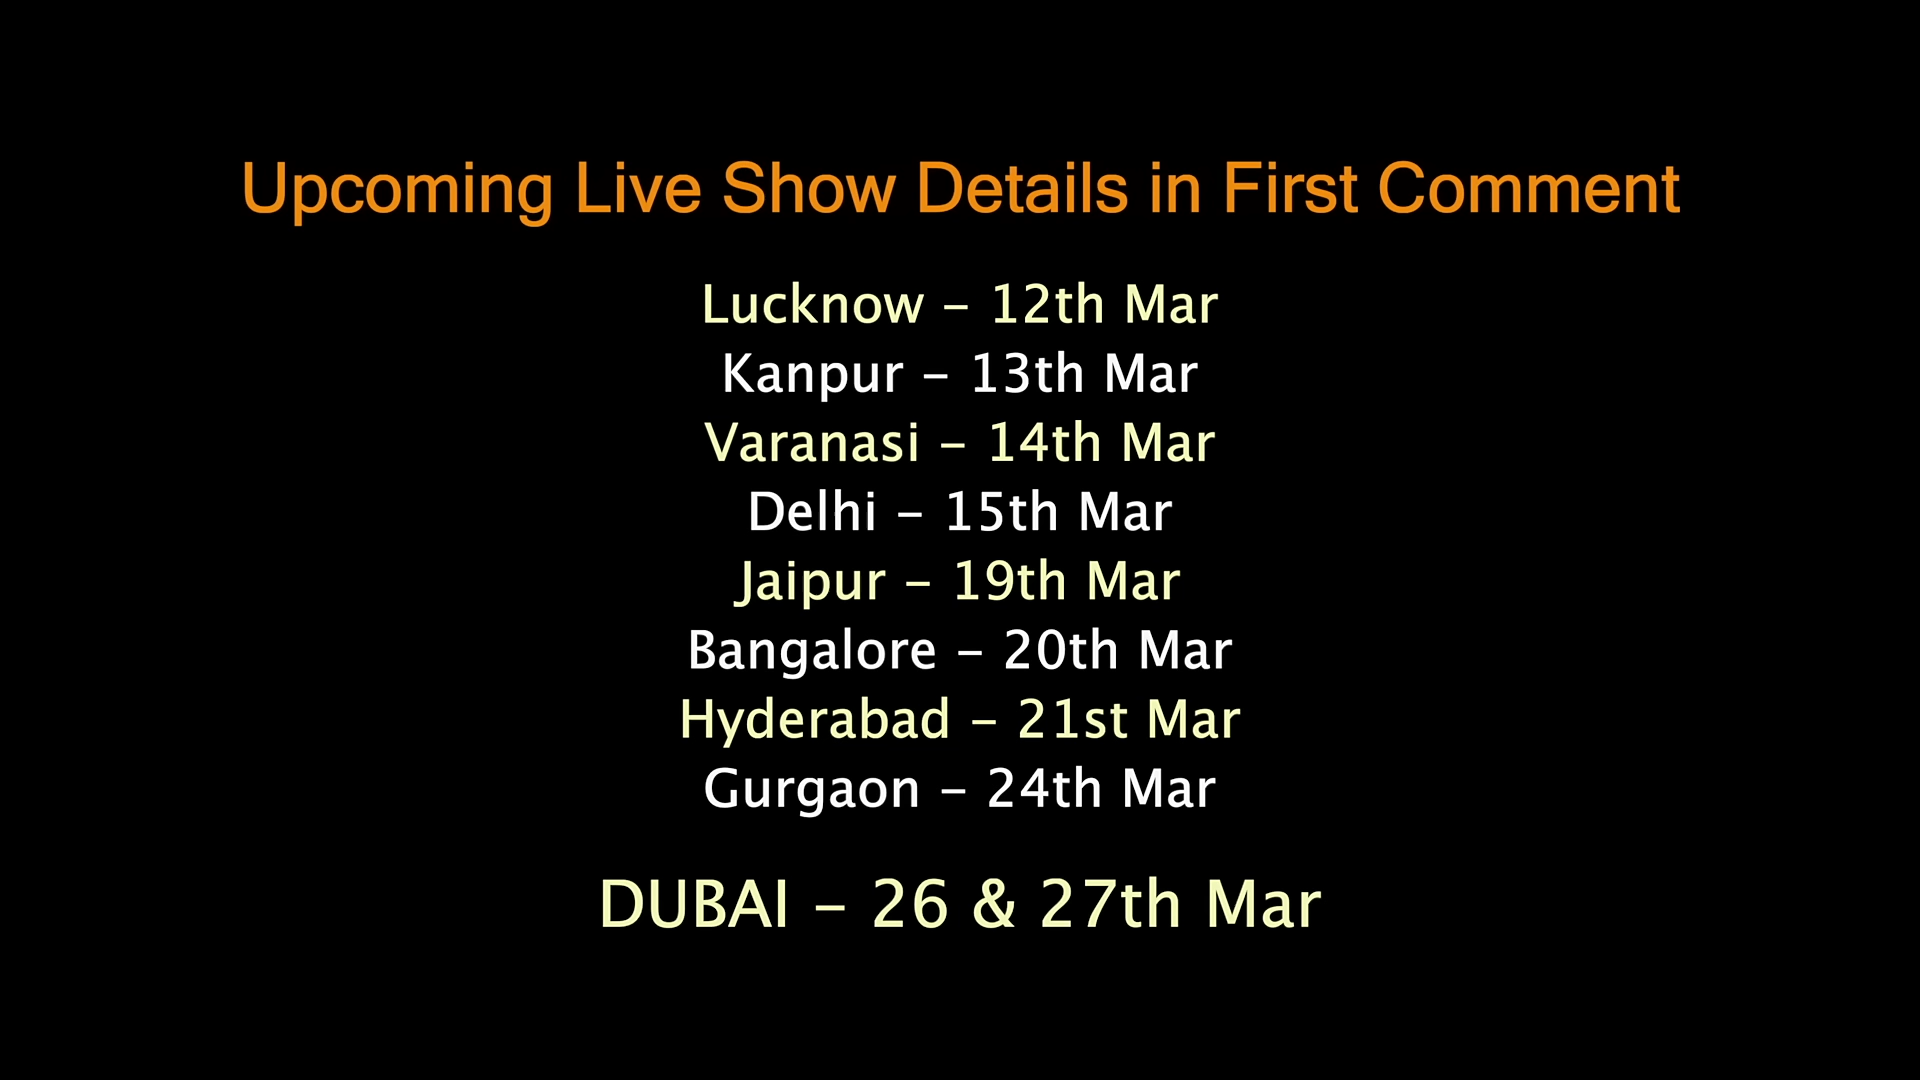 Upcoming Live Show Details in First Comment
Lucknow – 12th Mar
Kanpur – 13th Mar
Varanasi – 14th Mar
Delhi – 15th Mar
Jaipur – 19th Mar
Bangalore – 20th Mar
Hyderabad – 21st Mar
Gurgaon – 24th Mar
DUBAI – 26 & 27th Mar